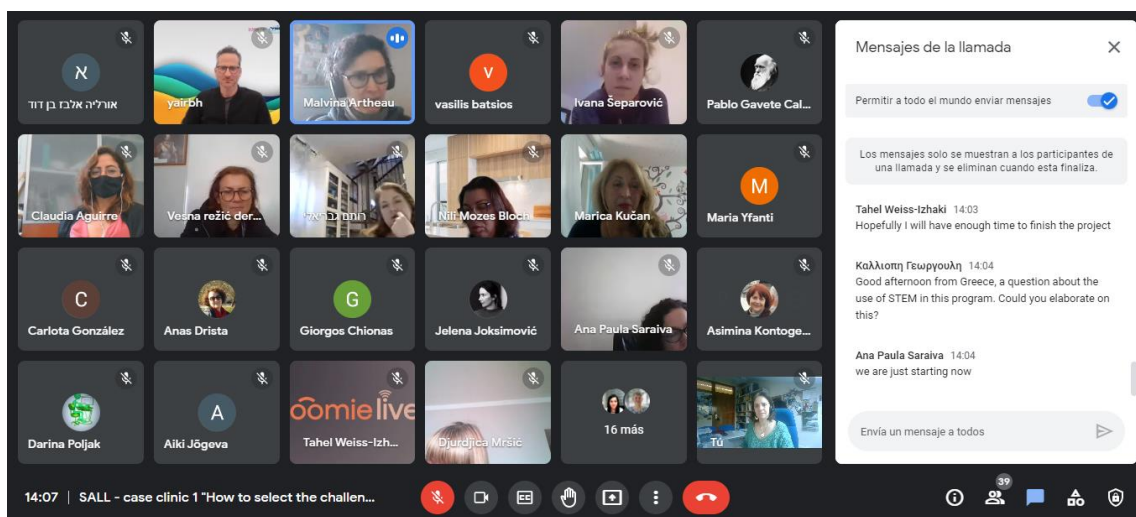 א
אורליה אלבז בן דוד
yairbh
Malvina Artheau
V
vasilis batsios
Ivana Šeparović
Pablo Gavete Cal...
Claudia Aguirre
Vesna režić der...
רותם גבריאלי
Nili Mozes Bloch
Marica Kučan
M
Maria Yfanti
C
Carlota González
Anas Drista
G
Giorgos Chionas
Jelena Joksimović
Ana Paula Saraiva
Asimina Kontoge...
Darina Poljak
A
Aiki Jõgeva
oomielive
Tahel Weiss-Izh...
Djurdjica Mršić
16 más
Tú
Mensajes de la llamada
Permitir a todo el mundo enviar mensajes
Los mensajes solo se muestran a los participantes de
una llamada y se eliminan cuando esta finaliza.
Tahel Weiss-Izhaki 14:03
Hopefully I will have enough time to finish the project
Καλλιοπη Γεωργουλη 14:04
Good afternoon from Greece, a question about the
use of STEM in this program. Could you elaborate on
this?
Ana Paula Saraiva 14:04
we are just starting now
Envía un mensaje a todos
14:07 | SALL - case clinic 1 "How to select the challen...
CC
39